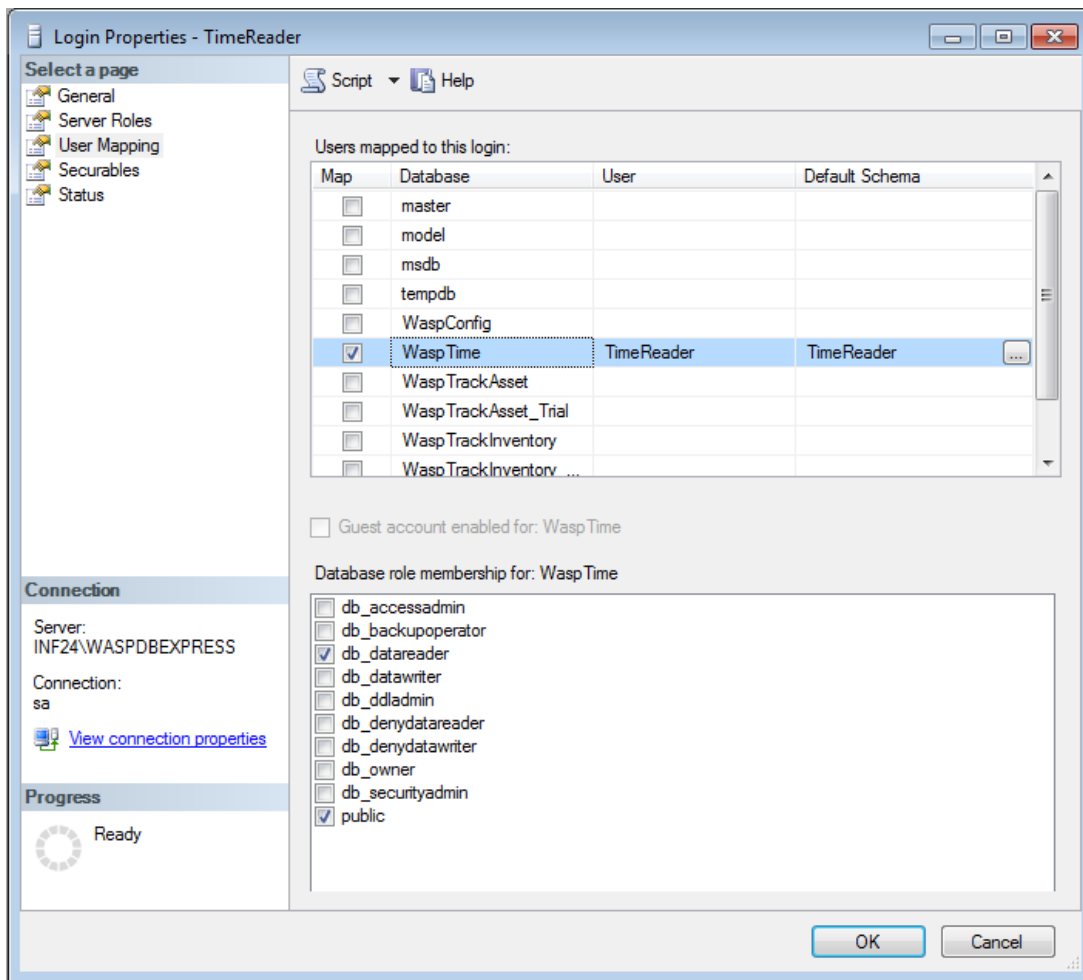 Login Properties - TimeReader
Select a page
General
Server Roles
User Mapping
Securables
Status
Script Help
Users mapped to this login:
Map Database User Default Schema
master
model
msdb
tempdb
WaspConfig
WaspTime TimeReader TimeReader ...
WaspTrackAsset
WaspTrackAsset_Trial
WaspTrackInventory
WaspTrackInventory_...
Guest account enabled for: WaspTime
Database role membership for: WaspTime
db_accessadmin
db_backupoperator
db_datareader
db_datawriter
db_ddladmin
db_denydatareader
db_denydatawriter
db_owner
db_securityadmin
public
Connection
Server:
INF24\WASPDBEXPRESS
Connection:
sa
View connection properties
Progress
Ready
OK Cancel